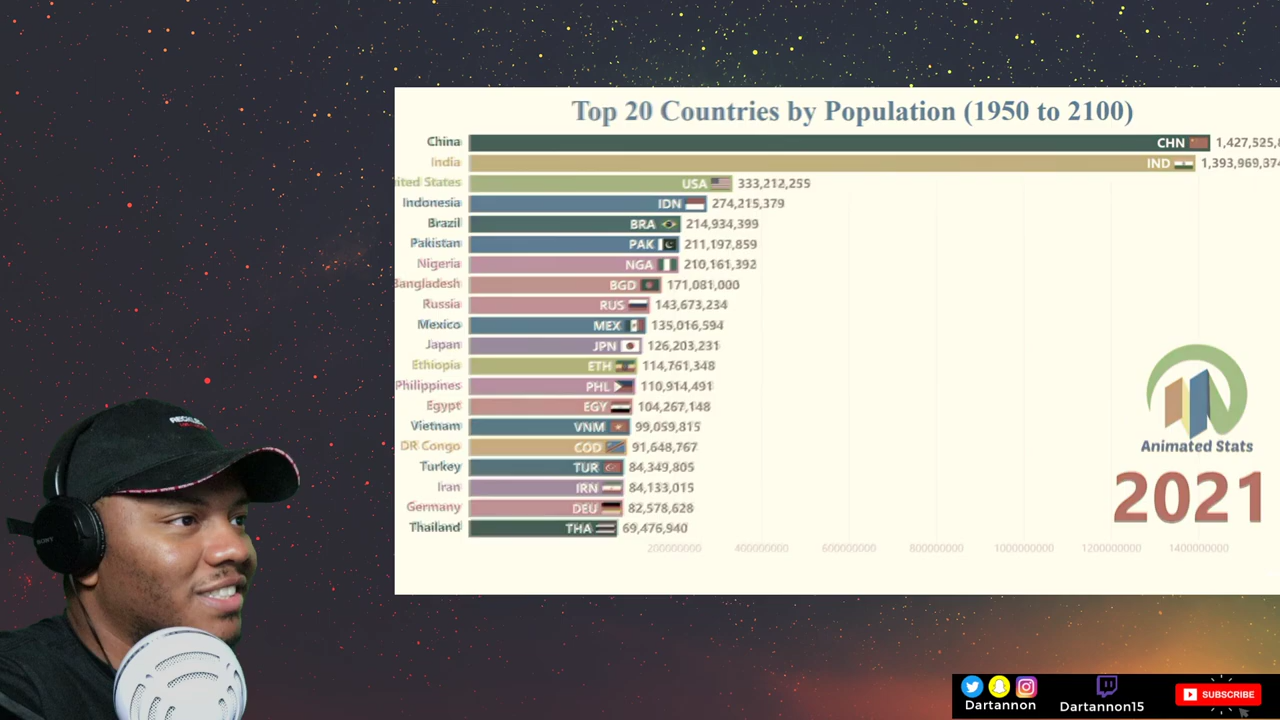 Top 20 Countries by Population (1950 to 2100)
China CHN 1,427,525,8
India IND 1,393,969,374
ited States USA 333,212,255
Indonesia IDN 274,215,379
Brazil BRA 214,934,399
Pakistan PAK 211,197,859
Nigeria NGA 210,161,392
Bangladesh BGD 171,081,000
Russia RUS 143,673,234
Mexico MEX 135,016,594
Japan JPN 126,203,231
Ethiopia ETH 114,761,348
Philippines PHL 110,914,491
Egypt EGY 104,267,148
Vietnam VNM 99,059,815
DR Congo COD 91,648,767
Turkey TUR 84,349,805
Iran IRN 84,133,015
Germany DEU 82,578,628
Thailand THA 69,476,940
200000000 400000000 600000000 800000000 1000000000 1200000000 1400000000
Animated Stats
2021
SONY
Dartannon
Dartannon15
SUBSCRIBE